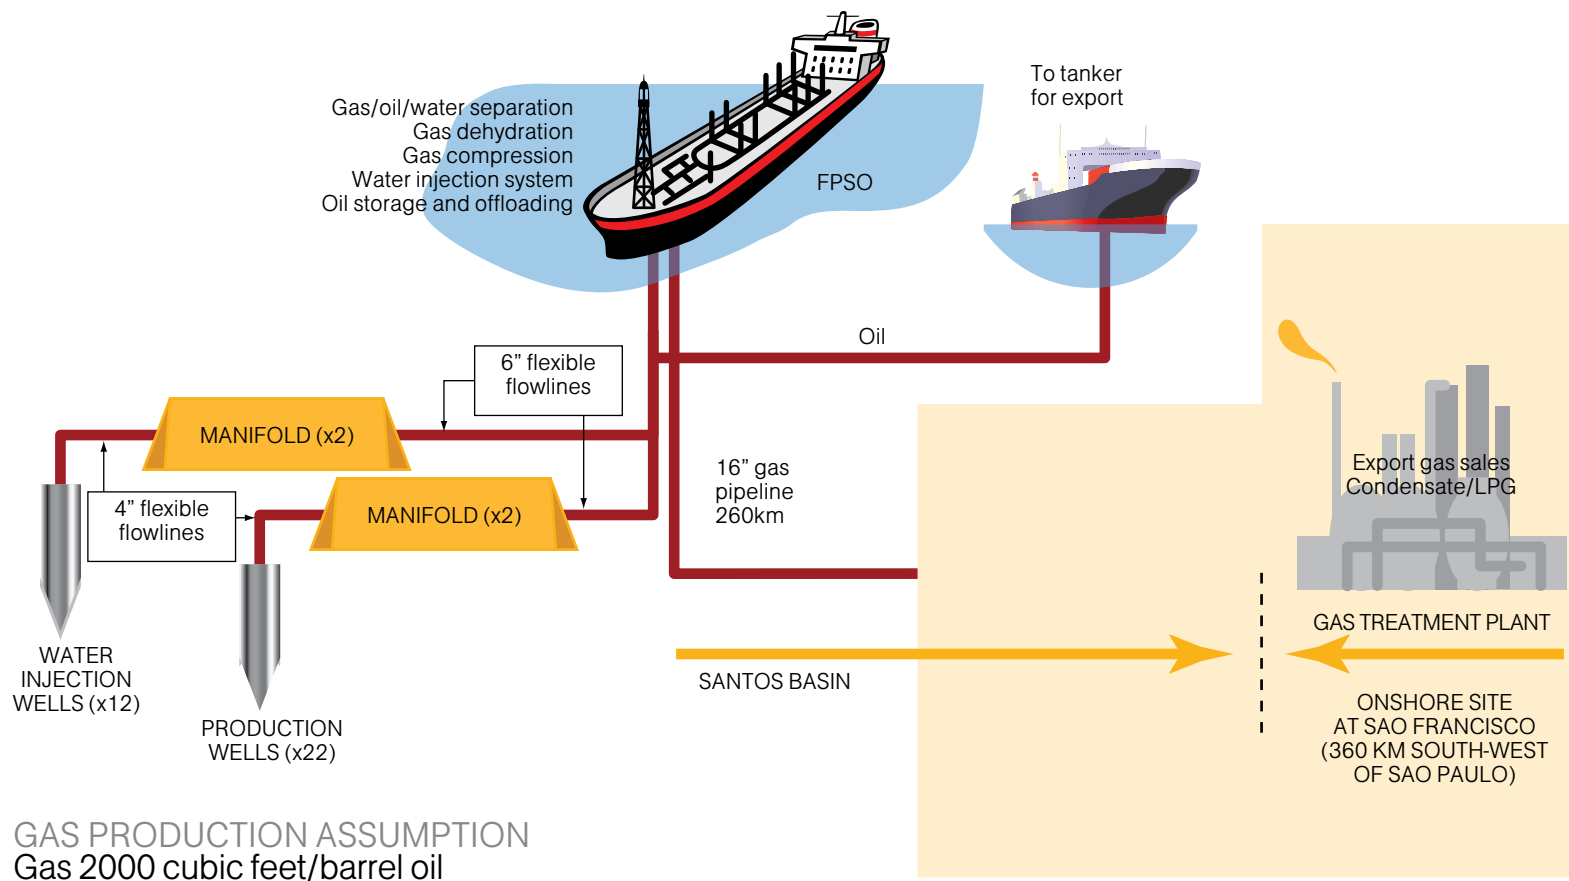 Gas/oil/water separation
Gas dehydration
Gas compression
Water injection system
Oil storage and offloading
FPSO
To tanker
for export
Oil
6” flexible
flowlines
MANIFOLD (x2)
4” flexible
flowlines
MANIFOLD (x2)
16” gas
pipeline
260km
Export gas sales
Condensate/LPG
GAS TREATMENT PLANT
WATER
INJECTION
WELLS (x12)
PRODUCTION
WELLS (x22)
SANTOS BASIN
ONSHORE SITE
AT SAO FRANCISCO
(360 KM SOUTH-WEST
OF SAO PAULO)
GAS PRODUCTION ASSUMPTION
Gas 2000 cubic feet/barrel oil